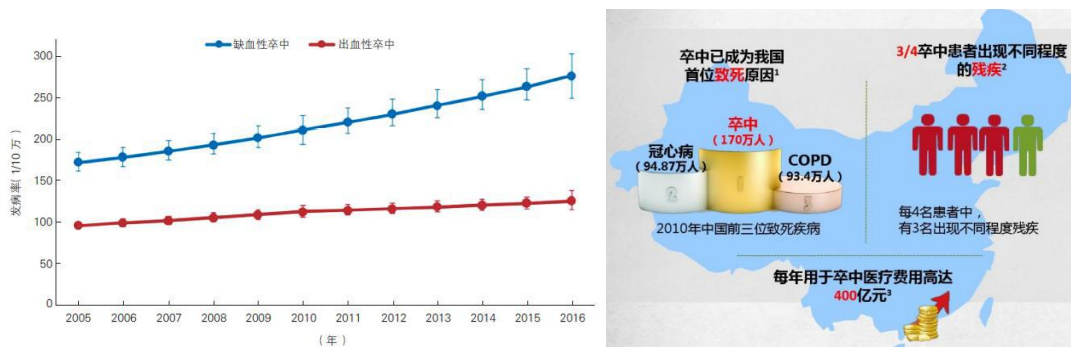 缺血性卒中
出血性卒中
发病率(1/10万)
300
250
200
150
100
50
0
2005 2006 2007 2008 2009 2010 2011 2012 2013 2014 2015 2016
(年)
卒中已成为我国
首位致死原因1
3/4卒中患者出现不同程度
的残疾2
卒中
(170万人)
冠心病
(94.87万人)
COPD
(93.4万人)
2
1
3
2010年中国前三位致死疾病
每4名患者中，
有3名出现不同程度残疾
每年用于卒中医疗费用高达
400亿元3